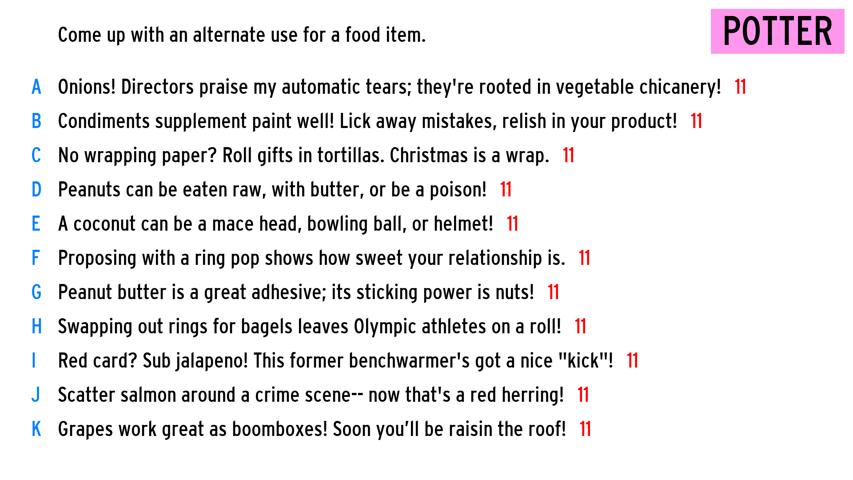 Come up with an alternate use for a food item.
POTTER
A Onions! Directors praise my automatic tears; they're rooted in vegetable chicanery! 11
B Condiments supplement paint well! Lick away mistakes, relish in your product! 11
C No wrapping paper? Roll gifts in tortillas. Christmas is a wrap. 11
D Peanuts can be eaten raw, with butter, or be a poison! 11
E A coconut can be a mace head, bowling ball, or helmet! 11
F Proposing with a ring pop shows how sweet your relationship is. 11
G Peanut butter is a great adhesive; its sticking power is nuts! 11
H Swapping out rings for bagels leaves Olympic athletes on a roll! 11
I Red card? Sub jalapeno! This former benchwarmer's got a nice "kick"! 11
J Scatter salmon around a crime scene-- now that's a red herring! 11
K Grapes work great as boomboxes! Soon you’ll be raisin the roof! 11